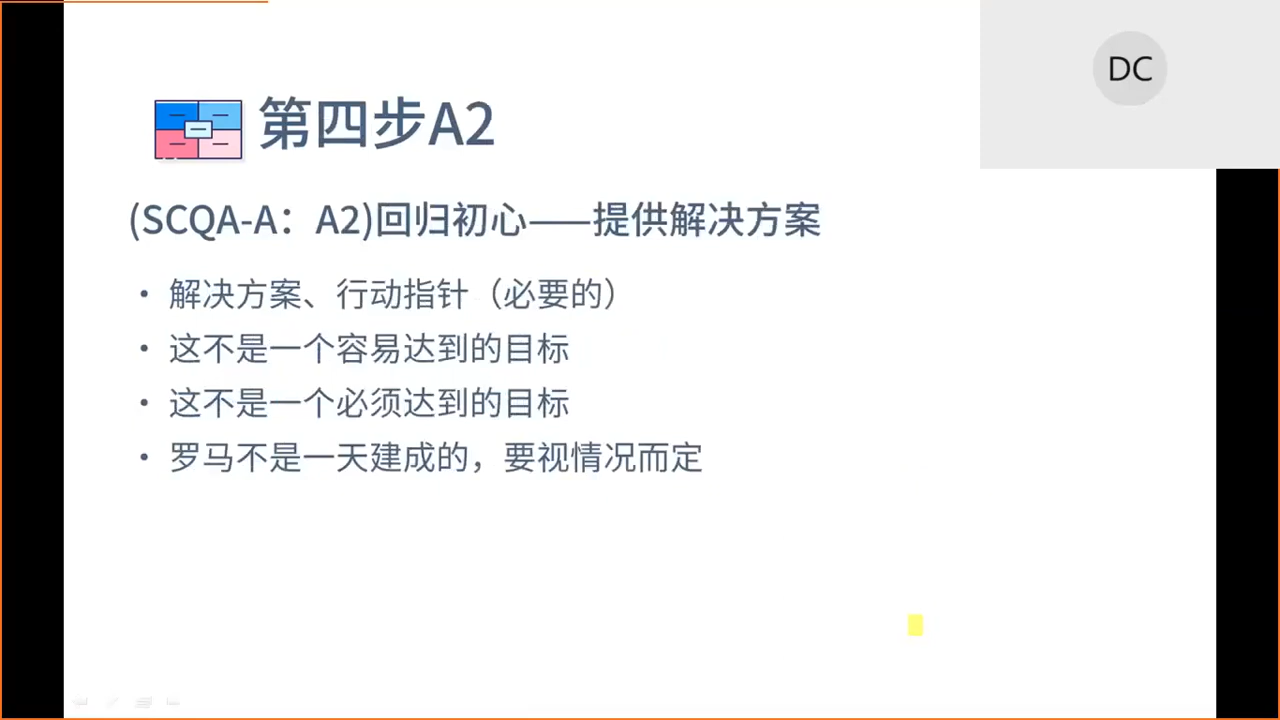 DC
第四步A2
(SCQA-A：A2)回归初心——提供解决方案
• 解决方案、行动指针（必要的）
• 这不是一个容易达到的目标
• 这不是一个必须达到的目标
• 罗马不是一天建成的，要视情况而定